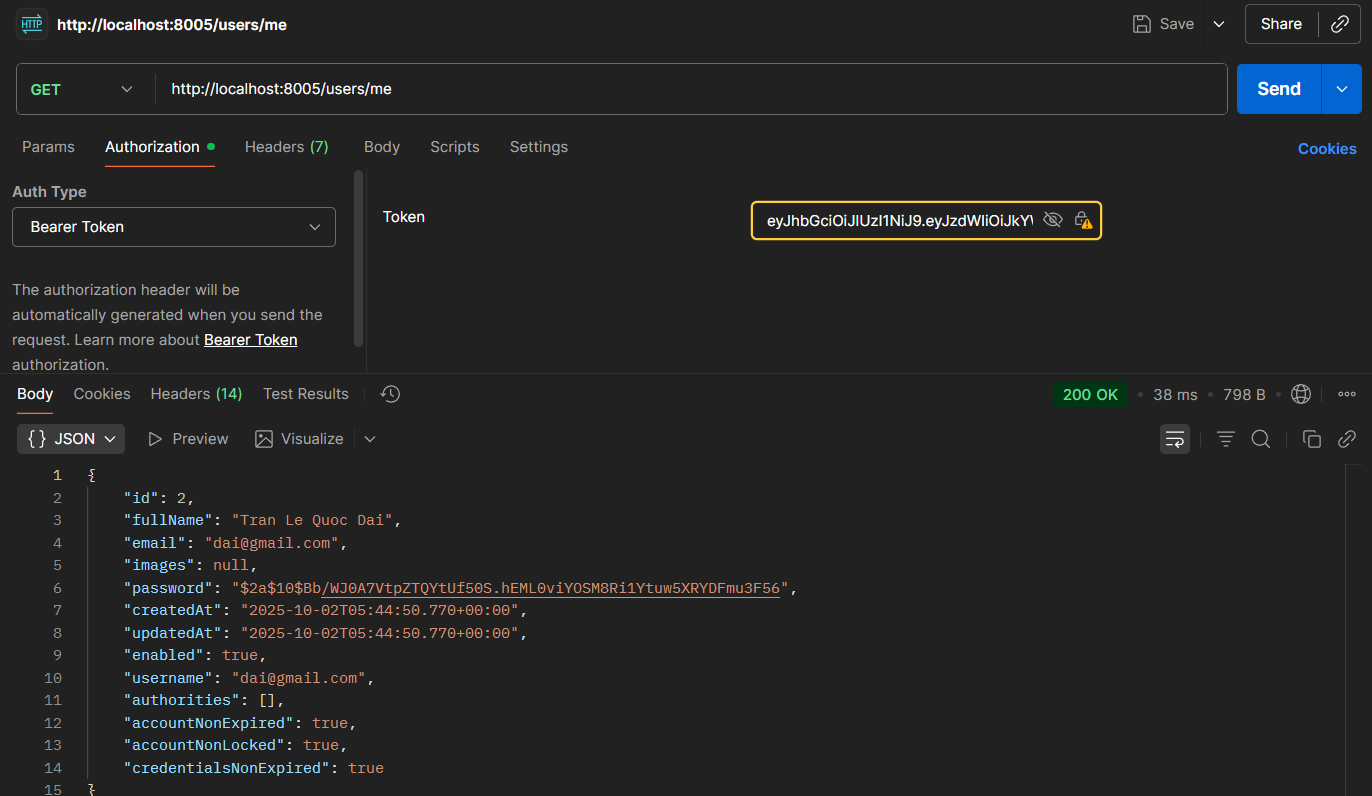 HTTP http://localhost:8005/users/me Save Share
GET http://localhost:8005/users/me Send
Params Authorization Headers (7) Body Scripts Settings Cookies
Auth Type
Bearer Token
Token eyJhbGciOiJIUzI1NiJ9.eyJzdWIiOiJkYV
The authorization header will be
automatically generated when you send the
request. Learn more about Bearer Token
authorization.
Body Cookies Headers (14) Test Results 200 OK • 38 ms • 798 B •
{} JSON Preview Visualize
1 {
2 "id": 2,
3 "fullName": "Tran Le Quoc Dai",
4 "email": "dai@gmail.com",
5 "images": null,
6 "password": "$2a$10$Bb/WJ0A7VtpZTQYtUf50S.hEML0viYOSM8Ri1Ytuw5XRYDFmu3F56",
7 "createdAt": "2025-10-02T05:44:50.770+00:00",
8 "updatedAt": "2025-10-02T05:44:50.770+00:00",
9 "enabled": true,
10 "username": "dai@gmail.com",
11 "authorities": [],
12 "accountNonExpired": true,
13 "accountNonLocked": true,
14 "credentialsNonExpired": true
15 }